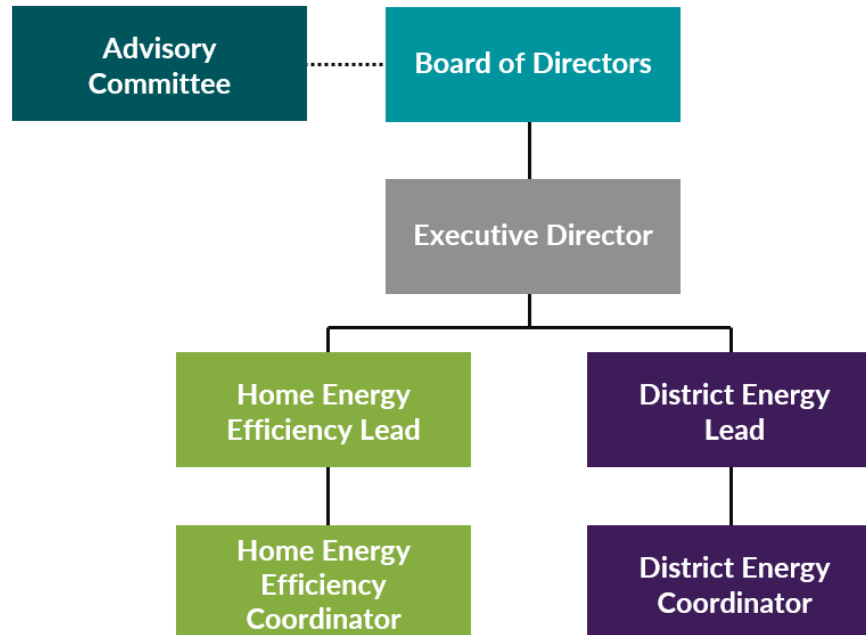 Advisory
Committee
Board of Directors
Executive Director
Home Energy
Efficiency Lead
District Energy
Lead
Home Energy
Efficiency
Coordinator
District Energy
Coordinator